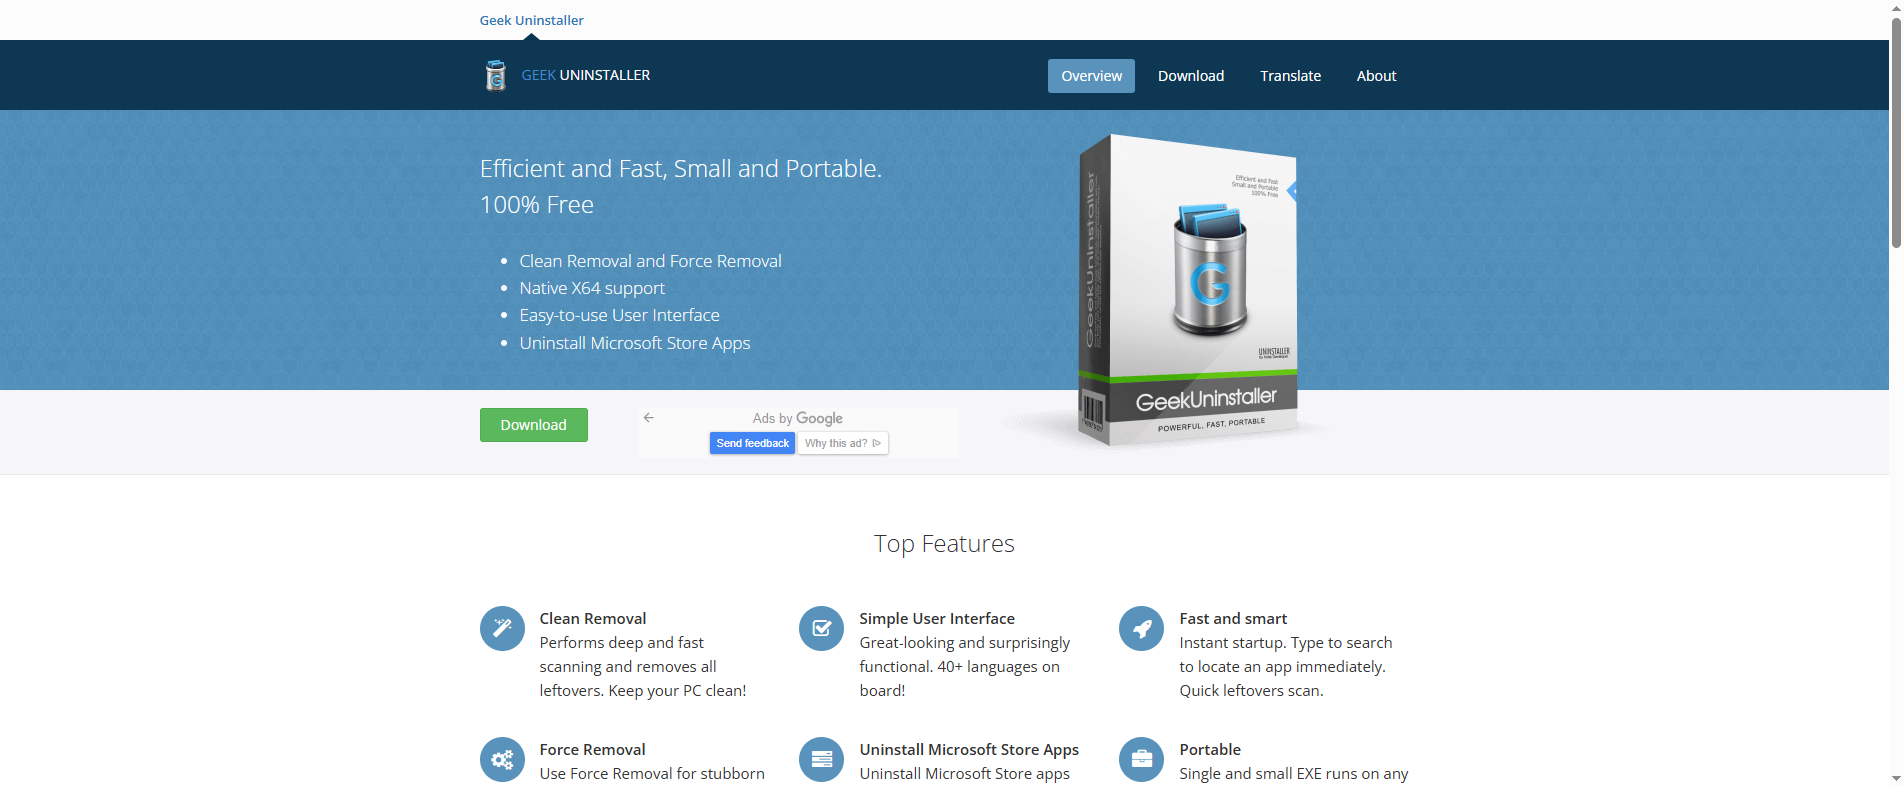 Geek Uninstaller
GEEK UNINSTALLER
Overview
Download
Translate
About
Efficient and Fast, Small and Portable.
100% Free
Clean Removal and Force Removal
Native X64 support
Easy-to-use User Interface
Uninstall Microsoft Store Apps
Efficient and Fast
Small and Portable
100% Free
G
GeekUninstaller
UNINSTALLER
GeekUninstaller
POWERFUL, FAST, PORTABLE
Download
Ads by Google
Send feedback
Why this ad?
Top Features
Clean Removal
Performs deep and fast
scanning and removes all
leftovers. Keep your PC clean!
Simple User Interface
Great-looking and surprisingly
functional. 40+ languages on
board!
Fast and smart
Instant startup. Type to search
to locate an app immediately.
Quick leftovers scan.
Force Removal
Use Force Removal for stubborn
Uninstall Microsoft Store Apps
Uninstall Microsoft Store apps
Portable
Single and small EXE runs on any